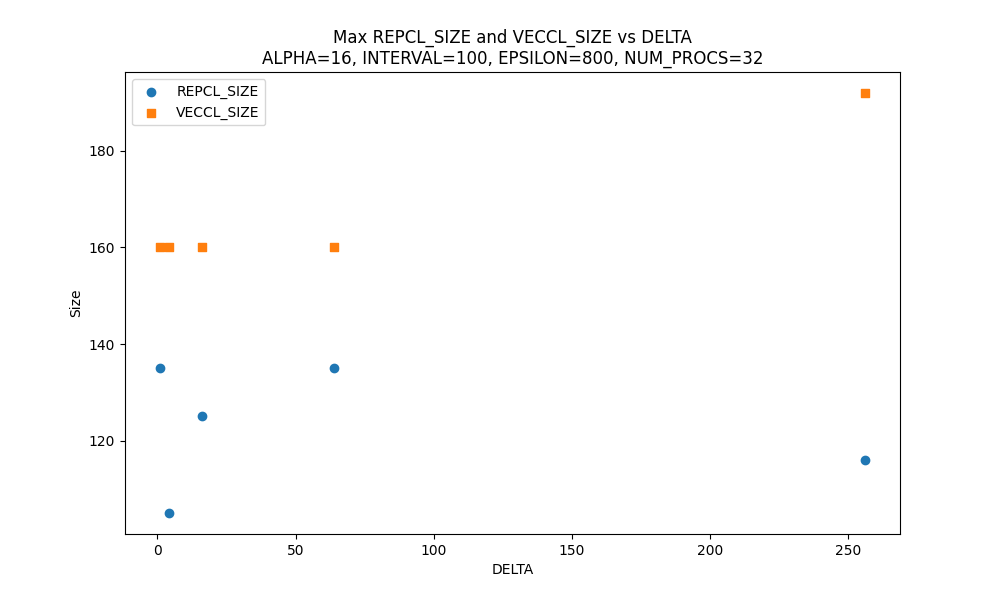 Max REPCL_SIZE and VECCL_SIZE vs DELTA
ALPHA=16, INTERVAL=100, EPSILON=800, NUM_PROCS=32
REPCL_SIZE
VECCL_SIZE
180
160
140
120
Size
0
50
100
150
200
250
DELTA